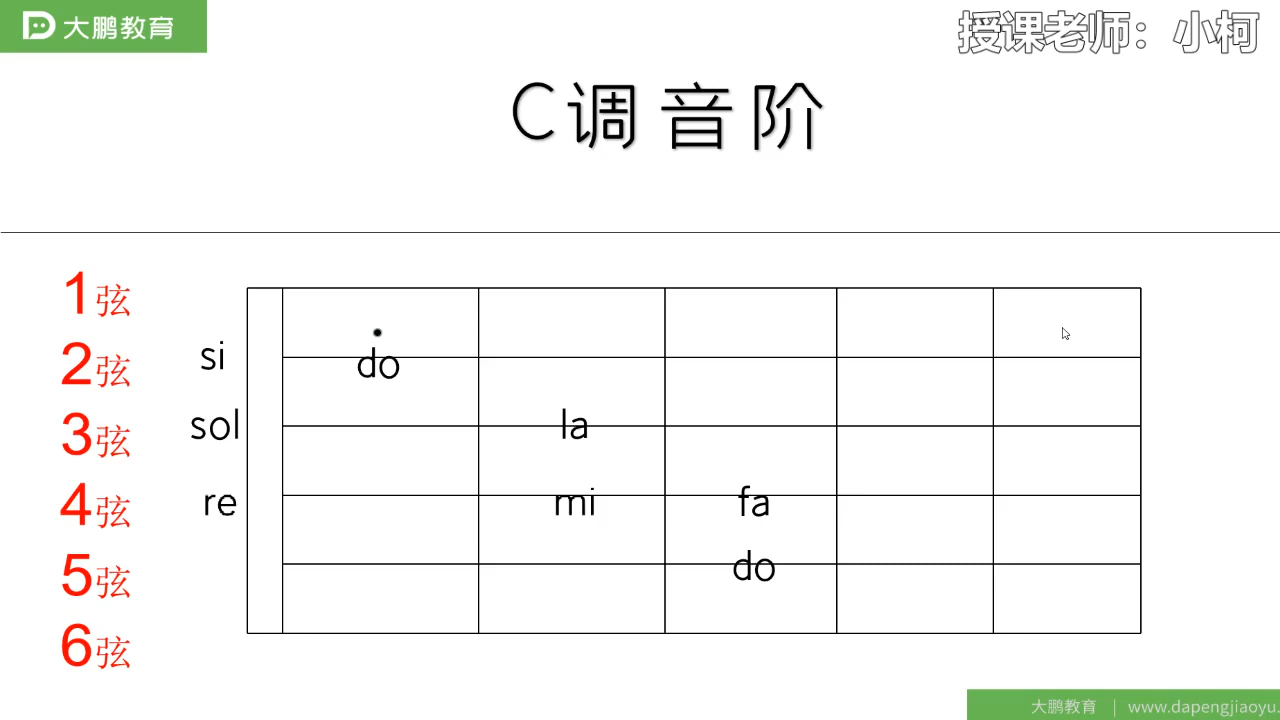 大鹏教育
授课老师：小柯
C调音阶
1弦
2弦
3弦
4弦
5弦
6弦
si do
sol la
re mi fa
do
大鹏教育 | www.dapengjiaoyu.